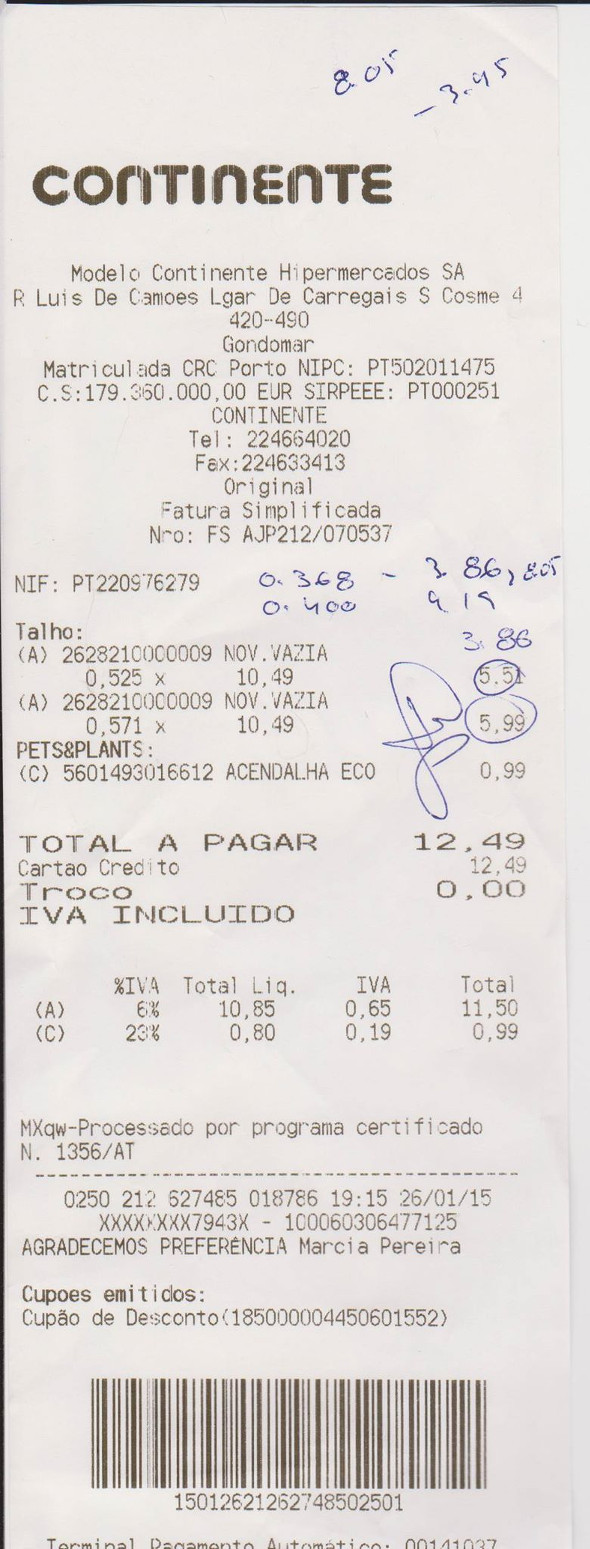 8.05
- 3.45
CONTINENTE
Modelo Continente Hipermercados SA
R Luis De Camoes Lgar De Carregais S Cosme 4
420-490
Gondomar
Matriculada CRC Porto NIPC: PT502011475
C.S:179.360.000,00 EUR SIRPEEE: PT000251
CONTINENTE
Tel: 224664020
Fax:224633413
Original
Fatura Simplificada
Nro: FS AJP212/070537
NIF: PT220976279 0.368 - 3.86, 8.05
0.400 4.19
Talho: 3.86
(A) 2628210000009 NOV.VAZIA
0,525 x 10,49 5,51
(A) 2628210000009 NOV.VAZIA
0,571 x 10,49 5,99
PETS&PLANTS:
(C) 5601493016612 ACENDALHA ECO 0,99
TOTAL A PAGAR 12,49
Cartao Credito 12,49
Troco 0,00
IVA INCLUIDO
%IVA Total Liq. IVA Total
(A) 6% 10,85 0,65 11,50
(C) 23% 0,80 0,19 0,99
MXqw-Processado por programa certificado
N. 1356/AT
0250 212 627485 018786 19:15 26/01/15
XXXXXXXX7943X - 100060306477125
AGRADECEMOS PREFERÊNCIA Marcia Pereira
Cupoes emitidos:
Cupão de Desconto(185000004450601552)
15012621262748502501
Terminal Pagamento Automático: 00141037